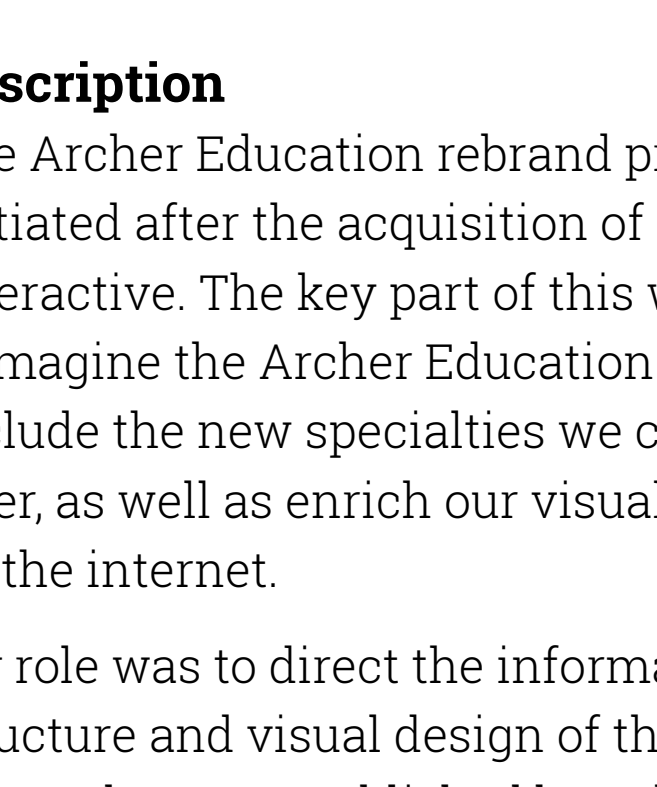 scription
e Archer Education rebrand p
tiated after the acquisition of
eractive. The key part of this
magine the Archer Education
lude the new specialties we c
er, as well as enrich our visual
the internet.
role was to direct the informa
ucture and visual design of th